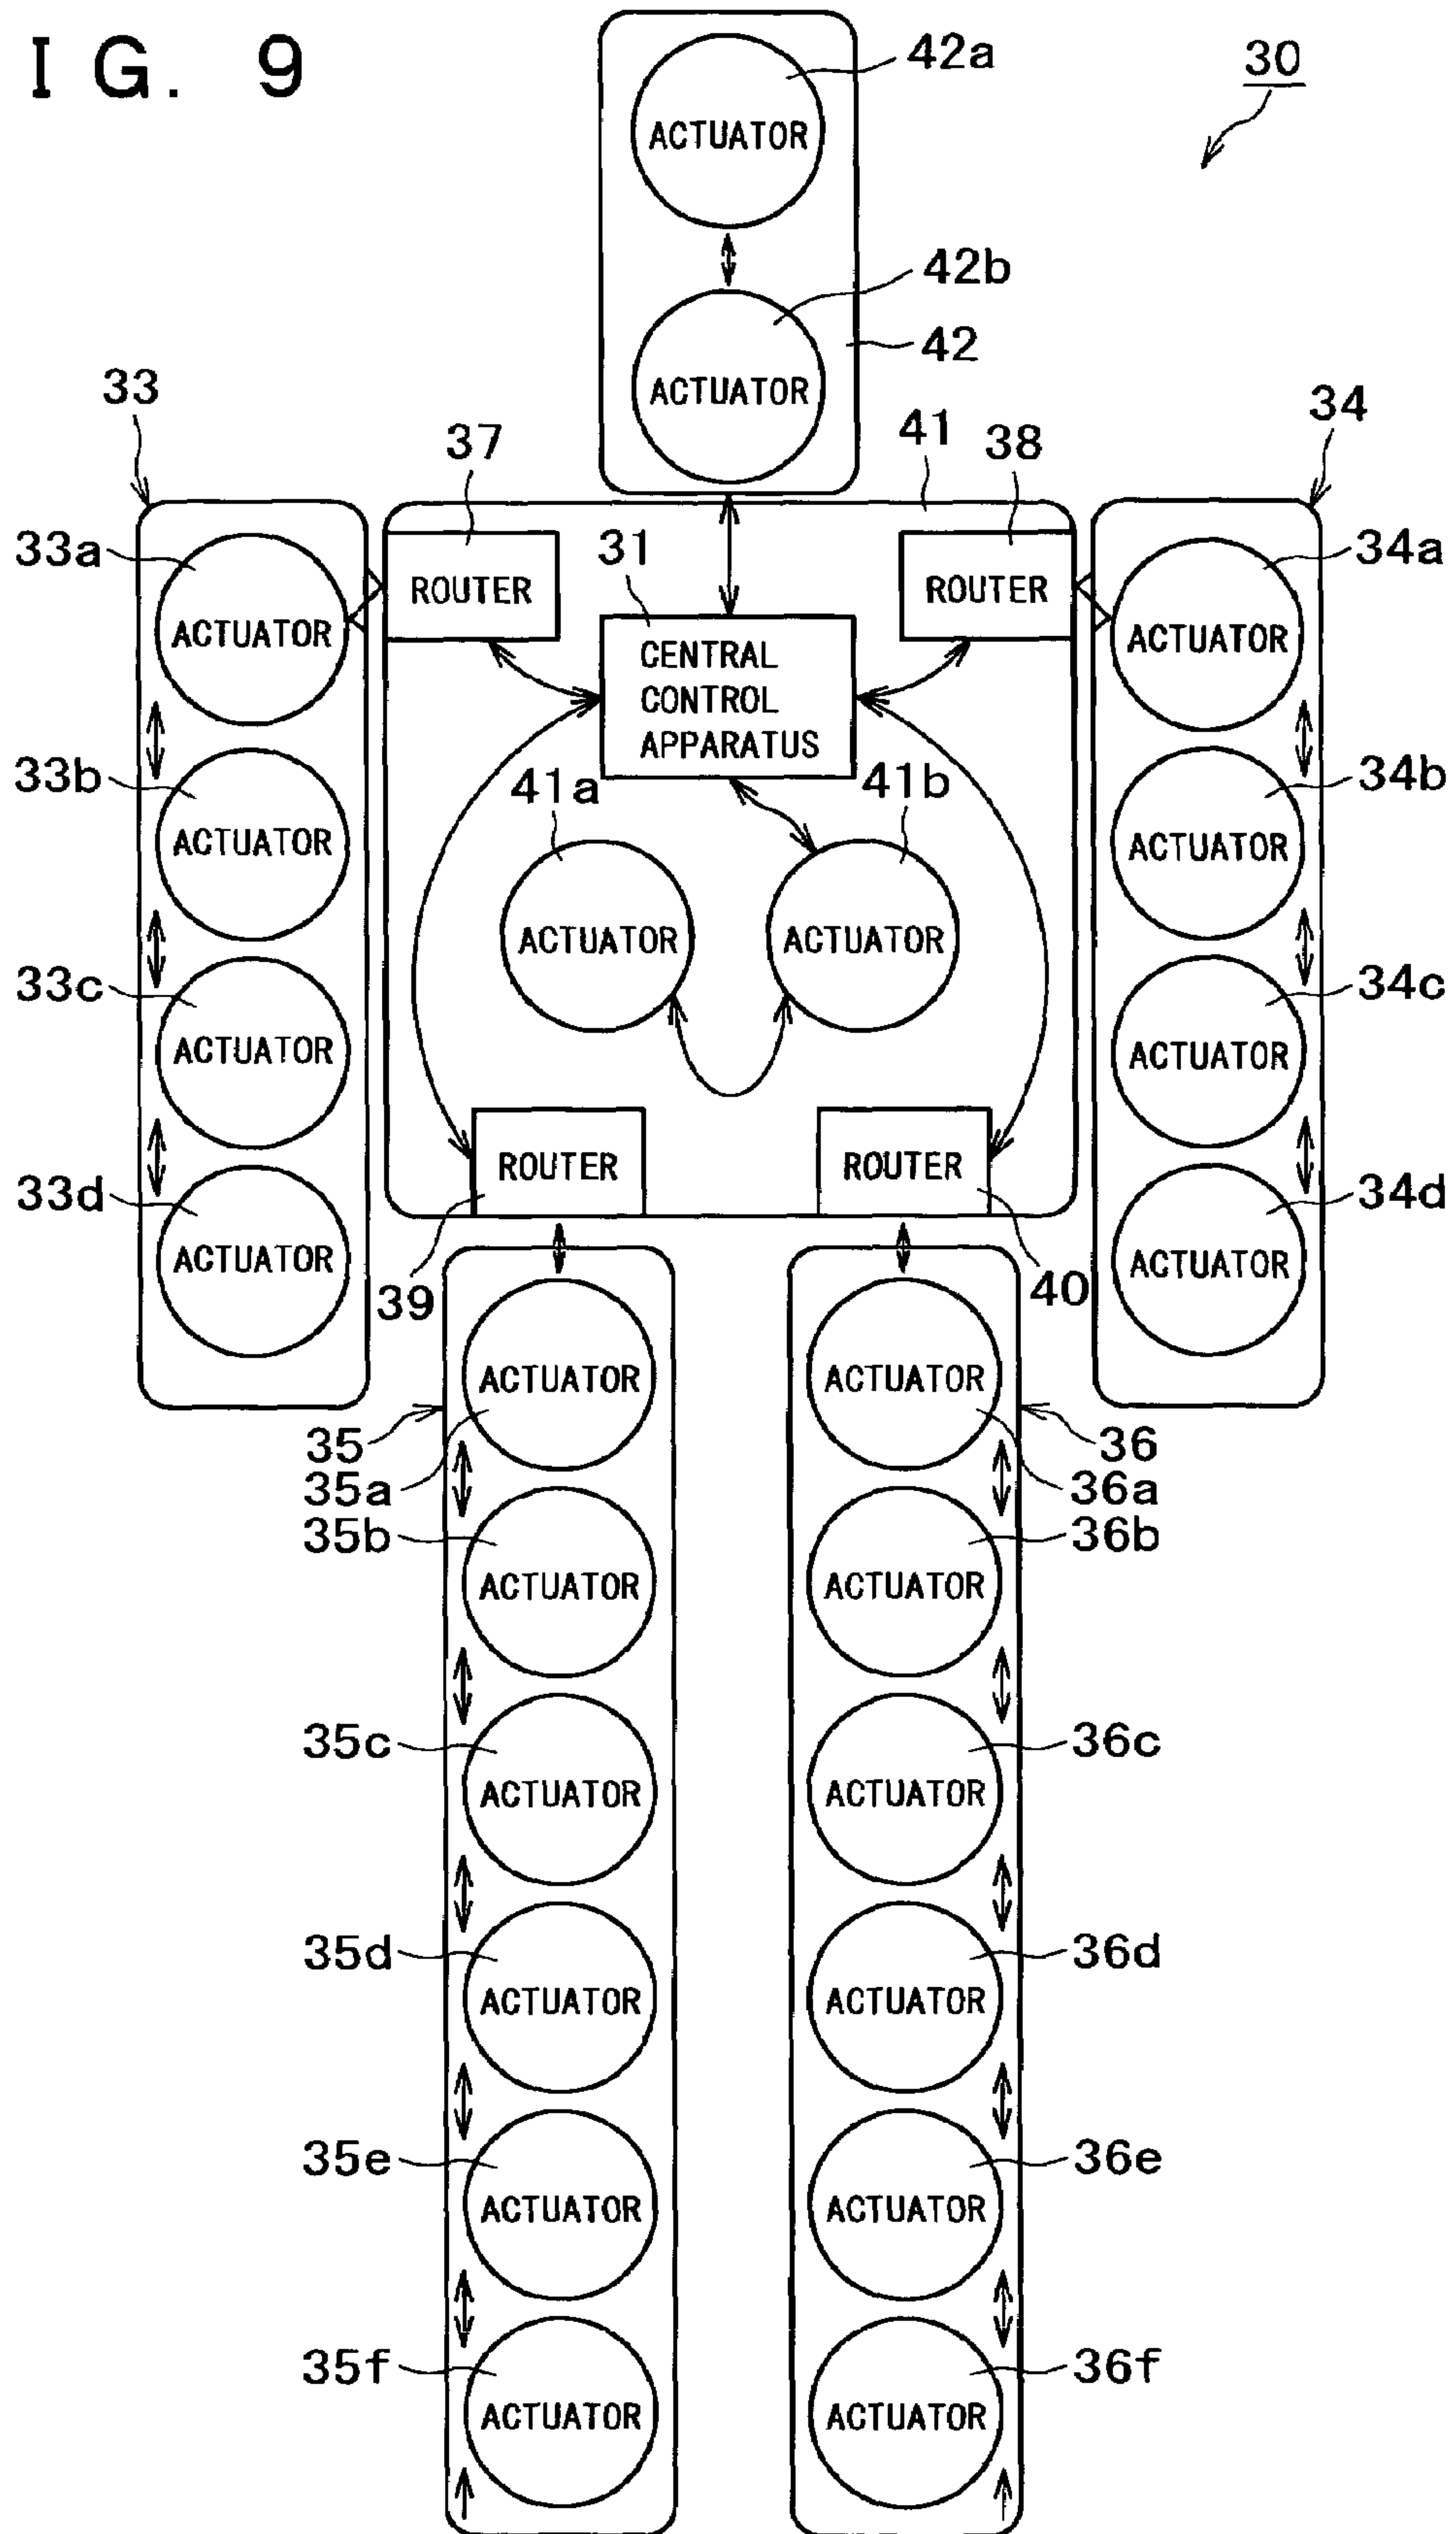 IG. 9
30
42a
ACTUATOR
42b
42
ACTUATOR
33
34
37
41
38
33a
31
34a
ROUTER
ROUTER
ACTUATOR
ACTUATOR
CENTRAL
CONTROL
APPARATUS
33b
41a
41b
34b
ACTUATOR
ACTUATOR
ACTUATOR
ACTUATOR
33c
34c
ACTUATOR
ACTUATOR
ROUTER
ROUTER
33d
34d
ACTUATOR
ACTUATOR
39
40
ACTUATOR
ACTUATOR
35
36
35a
36a
35b
36b
ACTUATOR
ACTUATOR
35c
36c
ACTUATOR
ACTUATOR
35d
36d
ACTUATOR
ACTUATOR
35e
36e
ACTUATOR
ACTUATOR
35f
36f
ACTUATOR
ACTUATOR